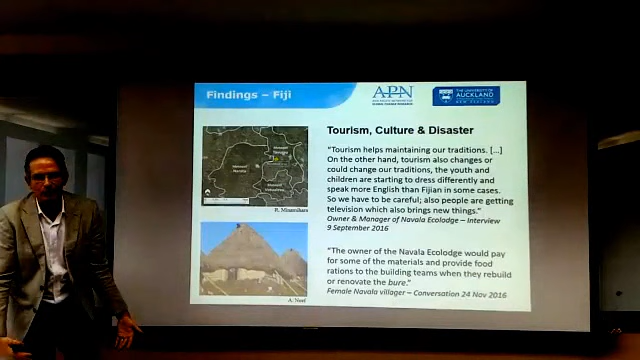 Findings – Fiji
APN
THE UNIVERSITY OF
AUCKLAND
NEW ZEALAND
Tourism, Culture & Disaster
"Tourism helps maintaining our traditions. [...]
On the other hand, tourism also changes or
could change our traditions, the youth and
children are starting to dress differently and
speak more English than Fijian in some cases.
So we have to be careful; also people are getting
television which also brings new things."
Owner & Manager of Navala Ecolodge – Interview
9 September 2016
"The owner of the Navala Ecolodge would pay
for some of the materials and provide food
rations to the building teams when they rebuild
or renovate the bure."
Female Navala villager – Conversation 24 Nov 2016